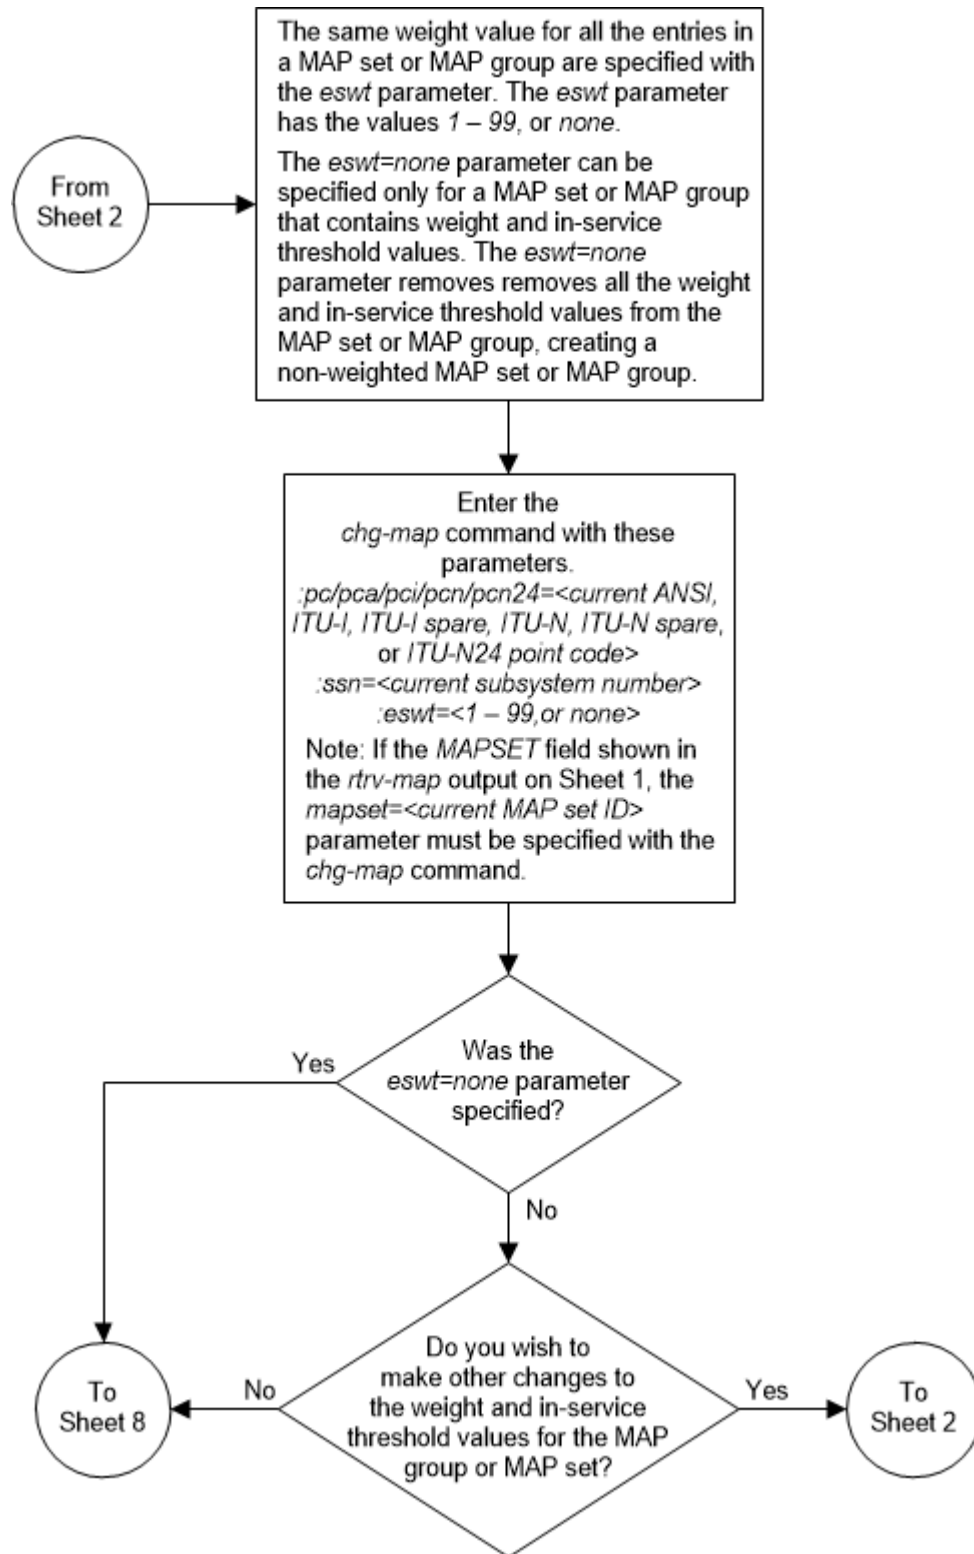 The same weight value for all the entries in
a MAP set or MAP group are specified with
the eswt parameter. The eswt parameter
has the values 1 – 99, or none.
The eswt=none parameter can be
specified only for a MAP set or MAP group
that contains weight and in-service
threshold values. The eswt=none
parameter removes removes all the weight
and in-service threshold values from the
MAP set or MAP group, creating a
non-weighted MAP set or MAP group.
From
Sheet 2
Enter the
chg-map command with these
parameters.
:pc/pca/pci/pcn/pcn24=<current ANSI,
ITU-I, ITU-I spare, ITU-N, ITU-N spare,
or ITU-N24 point code>
:ssn=<current subsystem number>
:eswt=<1 – 99,or none>
Note: If the MAPSET field shown in
the rtrv-map output on Sheet 1, the
mapset=<current MAP set ID>
parameter must be specified with the
chg-map command.
Yes
Was the
eswt=none parameter
specified?
No
Do you wish to
make other changes to
the weight and in-service
threshold values for the MAP
group or MAP set?
No
To
Sheet 8
Yes
To
Sheet 2